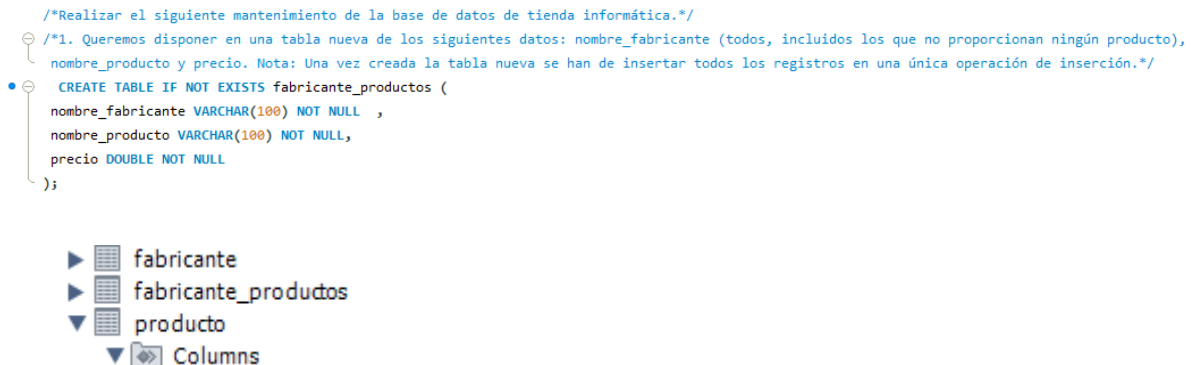 /*Realizar el siguiente mantenimiento de la base de datos de tienda informática.*/
/*1. Queremos disponer en una tabla nueva de los siguientes datos: nombre_fabricante (todos, incluidos los que no proporcionan ningún producto),
nombre_producto y precio. Nota: Una vez creada la tabla nueva se han de insertar todos los registros en una única operación de inserción.*/
CREATE TABLE IF NOT EXISTS fabricante_productos (
nombre_fabricante VARCHAR(100) NOT NULL  ,
nombre_producto VARCHAR(100) NOT NULL,
precio DOUBLE NOT NULL
);
fabricante
fabricante_productos
producto
Columns